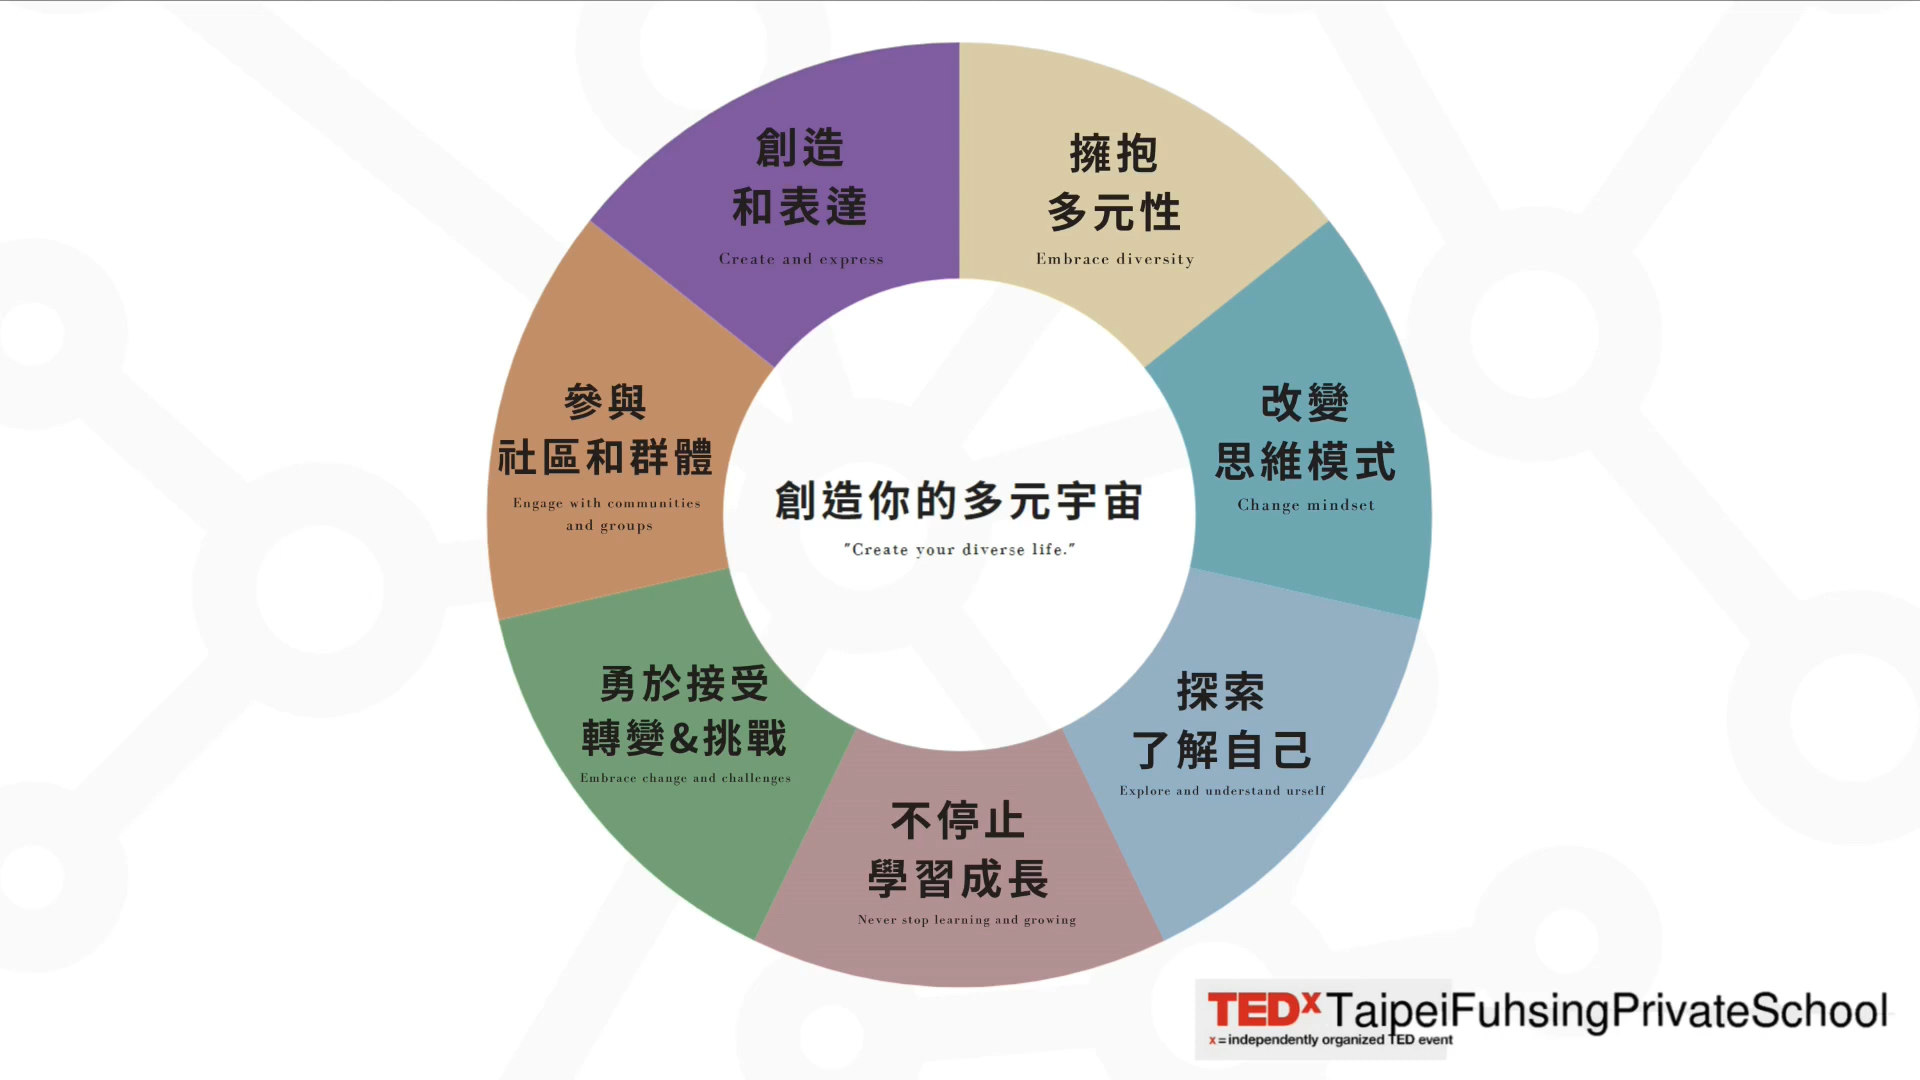 創造
和表達
Create and express
擁抱
多元性
Embrace diversity
改變
思維模式
Change mindset
探索
了解自己
Explore and understand urself
不停止
學習成長
Never stop learning and growing
勇於接受
轉變&挑戰
Embrace change and challenges
參與
社區和群體
Engage with communities
and groups
創造你的多元宇宙
"Create your diverse life."
TEDxTaipeiFuhsingPrivateSchool
x = independently organized TED event